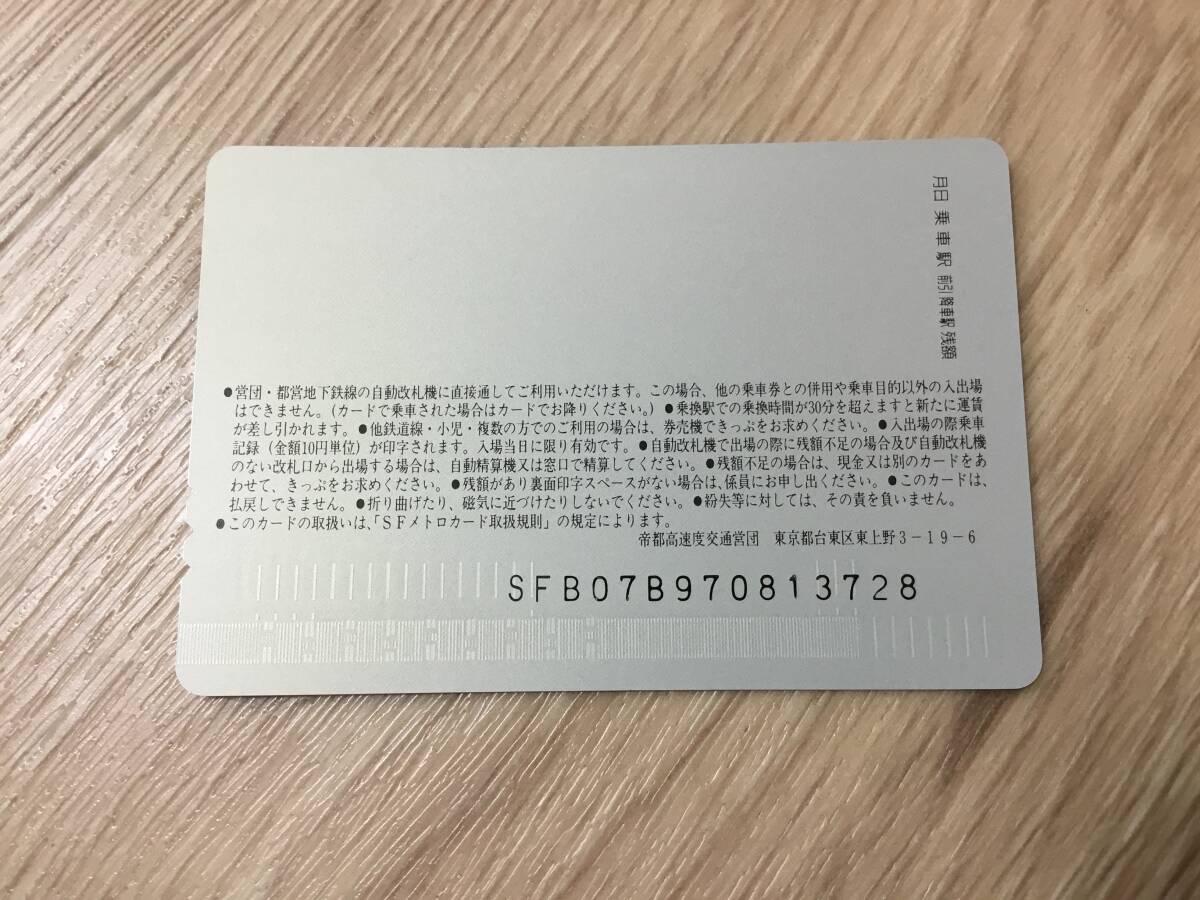 月日 乗車駅 前引 降車駅 残額
●営団・都営地下鉄線の自動改札機に直接通してご利用いただけます。この場合、他の乗車券との併用や乗車目的以外の入出場
はできません。(カードで乗車された場合はカードでお降りください。)●乗換駅での乗換時間が30分を超えますと新たに運賃
が差し引かれます。●他鉄道線・小児・複数の方でのご利用の場合は、券売機できっぷをお求めください。●入出場の際乗車
記録(金額10円単位)が印字されます。入場当日に限り有効です。●自動改札機で出場の際に残額不足の場合及び自動改札機
のない改札口から出場する場合は、自動精算機又は窓口で精算してください。●残額不足の場合は、現金又は別のカードをあ
わせて、きっぷをお求めください。●残額があり裏面印字スペースがない場合は、係員にお申し出ください。●このカードは、
払戻しできません。●折り曲げたり、磁気に近づけたりしないでください。●紛失等に対しては、その責を負いません。
●このカードの取扱いは、「SFメトロカード取扱規則」の規定によります。
帝都高速度交通営団 東京都台東区東上野3-19-6
SFB07B970813728